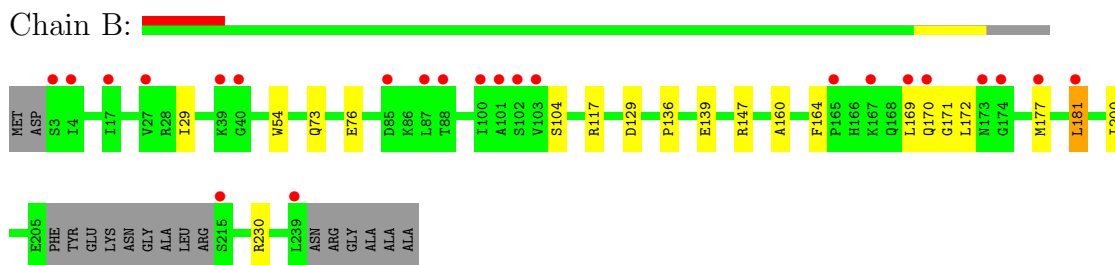 Chain B:
MET ASP S3 I4 I17 V27 R28 I29 K39 G40 W54 Q73 E76 D85 K86 L87 T88 I100 A101 S102 V103 S104 R117 D129 P136 E139 R147 A160 F164 P165 H166 K167 Q168 L169 Q170 G171 L172 N173 G174 M177 L181
E205 PHE TYR GLU LYS ASN GLY ALA LEU ARG S215 R230 L239 ASN ARG GLY ALA ALA ALA